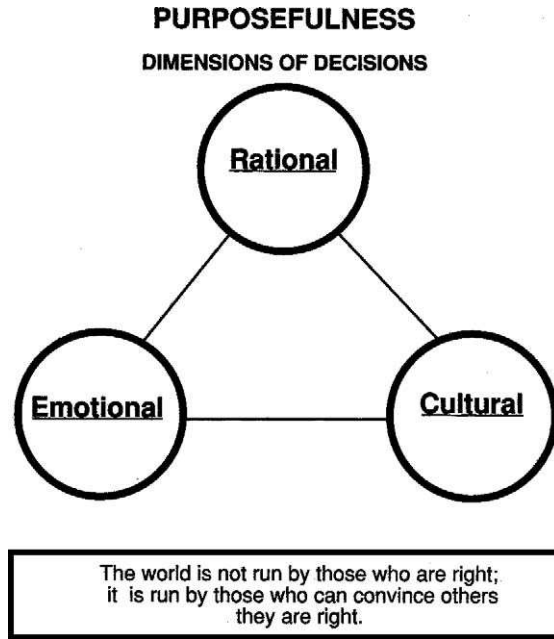 PURPOSEFULNESS
DIMENSIONS OF DECISIONS
Rational
Emotional
Cultural
The world is not run by those who are right;
it is run by those who can convince others
they are right.